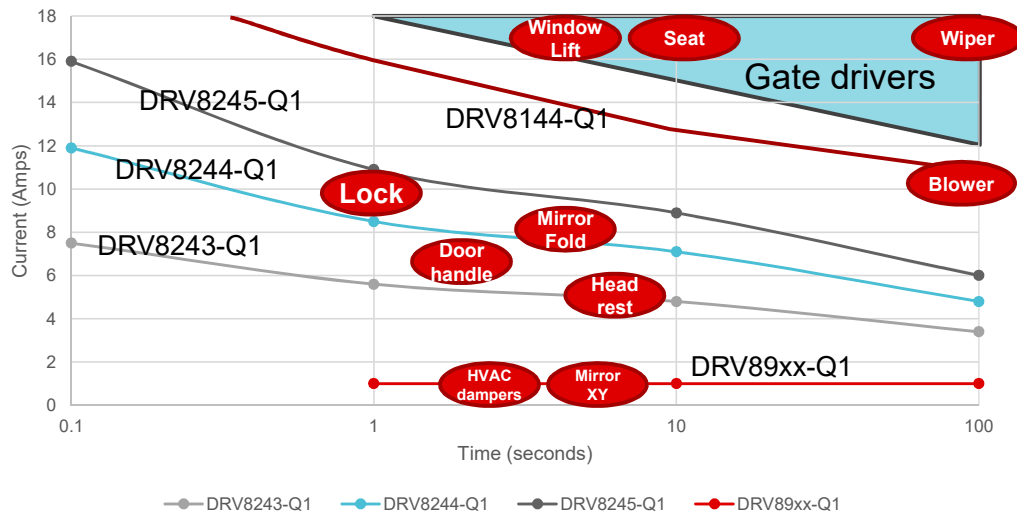 18
16
14
12
10
8
6
4
2
0
Current (Amps)
Window
Lift
Seat
Wiper
Gate drivers
DRV8245-Q1
DRV8144-Q1
DRV8244-Q1
Lock
Blower
DRV8243-Q1
Mirror
Fold
Door
handle
Head
rest
DRV89xx-Q1
HVAC
dampers
Mirror
XY
0.1
1
10
100
Time (seconds)
DRV8243-Q1
DRV8244-Q1
DRV8245-Q1
DRV89xx-Q1